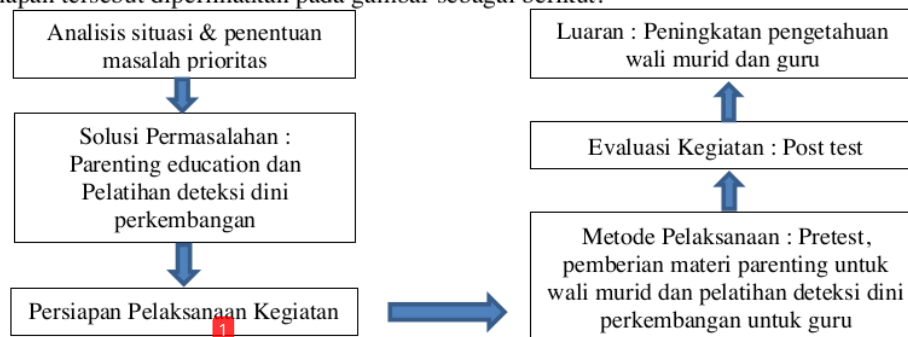 Analisis situasi & penentuan
masalah prioritas
Solusi Permasalahan :
Parenting education dan
Pelatihan deteksi dini
perkembangan
Persiapan Pelaksanaan Kegiatan
1
Metode Pelaksanaan : Pretest,
pemberian materi parenting untuk
wali murid dan pelatihan deteksi dini
perkembangan untuk guru
Evaluasi Kegiatan : Post test
Luaran : Peningkatan pengetahuan
wali murid dan guru